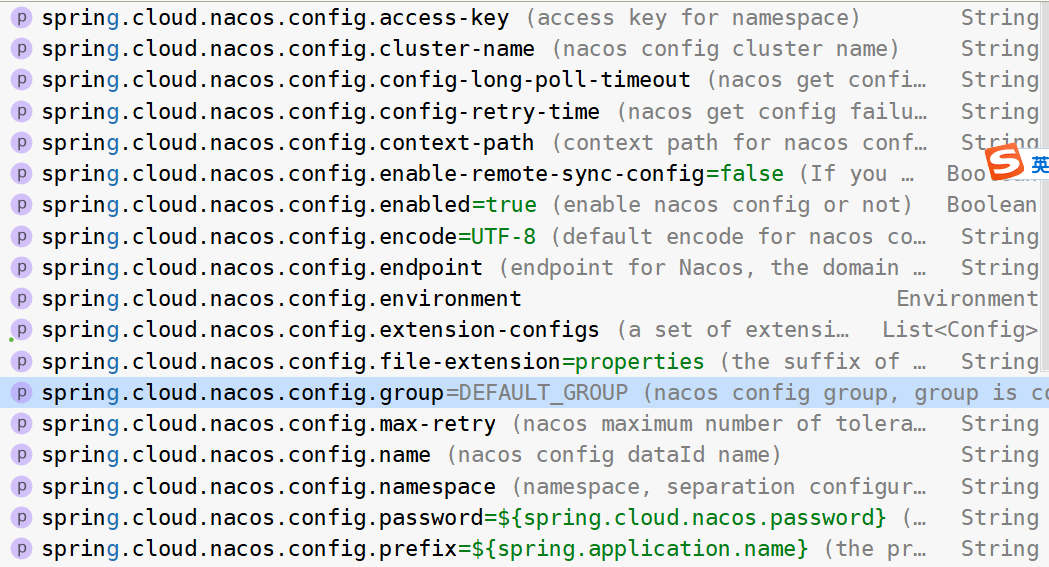 p spring.cloud.nacos.config.access-key (access key for namespace) String
p spring.cloud.nacos.config.cluster-name (nacos config cluster name) String
p spring.cloud.nacos.config.config-long-poll-timeout (nacos get confi… String
p spring.cloud.nacos.config.config-retry-time (nacos get config failu… String
p spring.cloud.nacos.config.context-path (context path for nacos conf… String
S 英
p spring.cloud.nacos.config.enable-remote-sync-config=false (If you … Boolean
p spring.cloud.nacos.config.enabled=true (enable nacos config or not) Boolean
p spring.cloud.nacos.config.encode=UTF-8 (default encode for nacos co… String
p spring.cloud.nacos.config.endpoint (endpoint for Nacos, the domain … String
p spring.cloud.nacos.config.environment Environment
p spring.cloud.nacos.config.extension-configs (a set of extensi… List<Config>
p spring.cloud.nacos.config.file-extension=properties (the suffix of … String
p spring.cloud.nacos.config.group=DEFAULT_GROUP (nacos config group, group is co
p spring.cloud.nacos.config.max-retry (nacos maximum number of tolera… String
p spring.cloud.nacos.config.name (nacos config dataId name) String
p spring.cloud.nacos.config.namespace (namespace, separation configur… String
p spring.cloud.nacos.config.password=${spring.cloud.nacos.password} (… String
p spring.cloud.nacos.config.prefix=${spring.application.name} (the pr… String